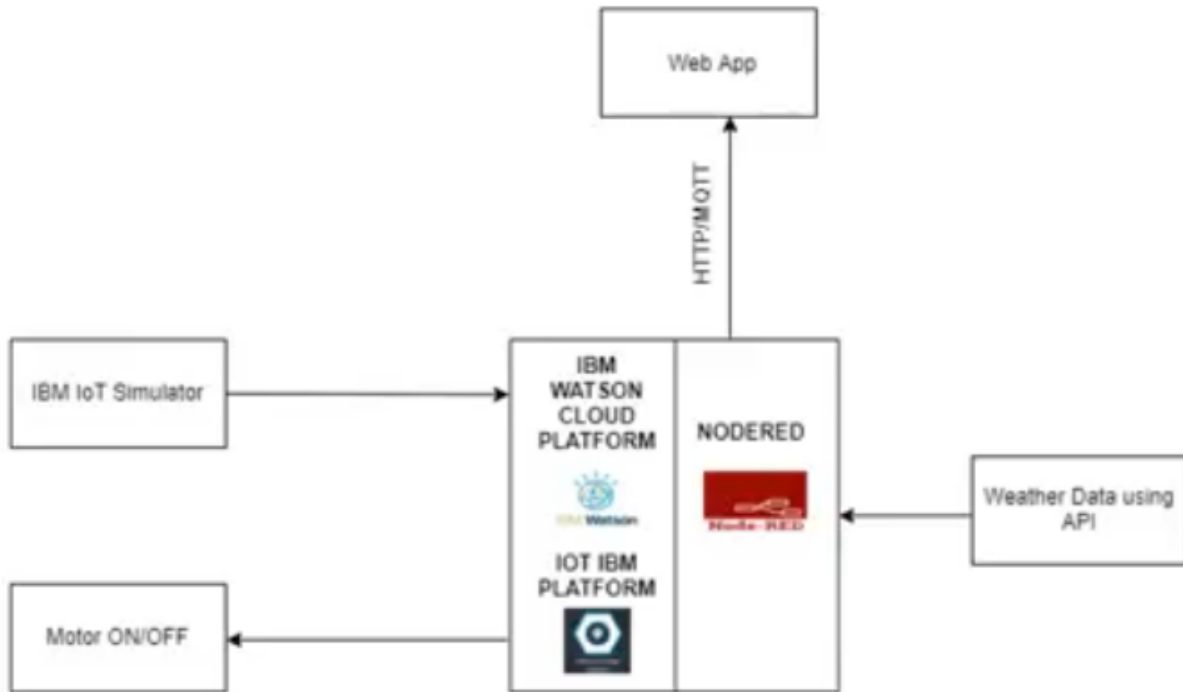 Web App
HTTP/MQTT
IBM IoT Simulator
IBM
WATSON
CLOUD
PLATFORM
NODERED
Watson
Node-RED
Weather Data using
API
IOT IBM
PLATFORM
Motor ON/OFF